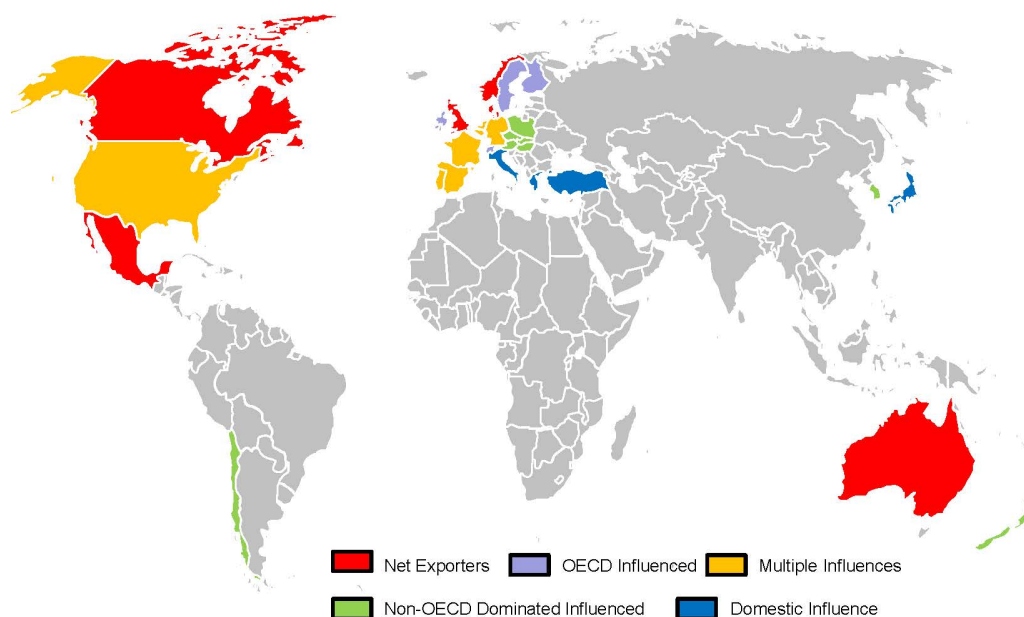 Net Exporters
OECD Influenced
Multiple Influences
Non-OECD Dominated Influenced
Domestic Influence